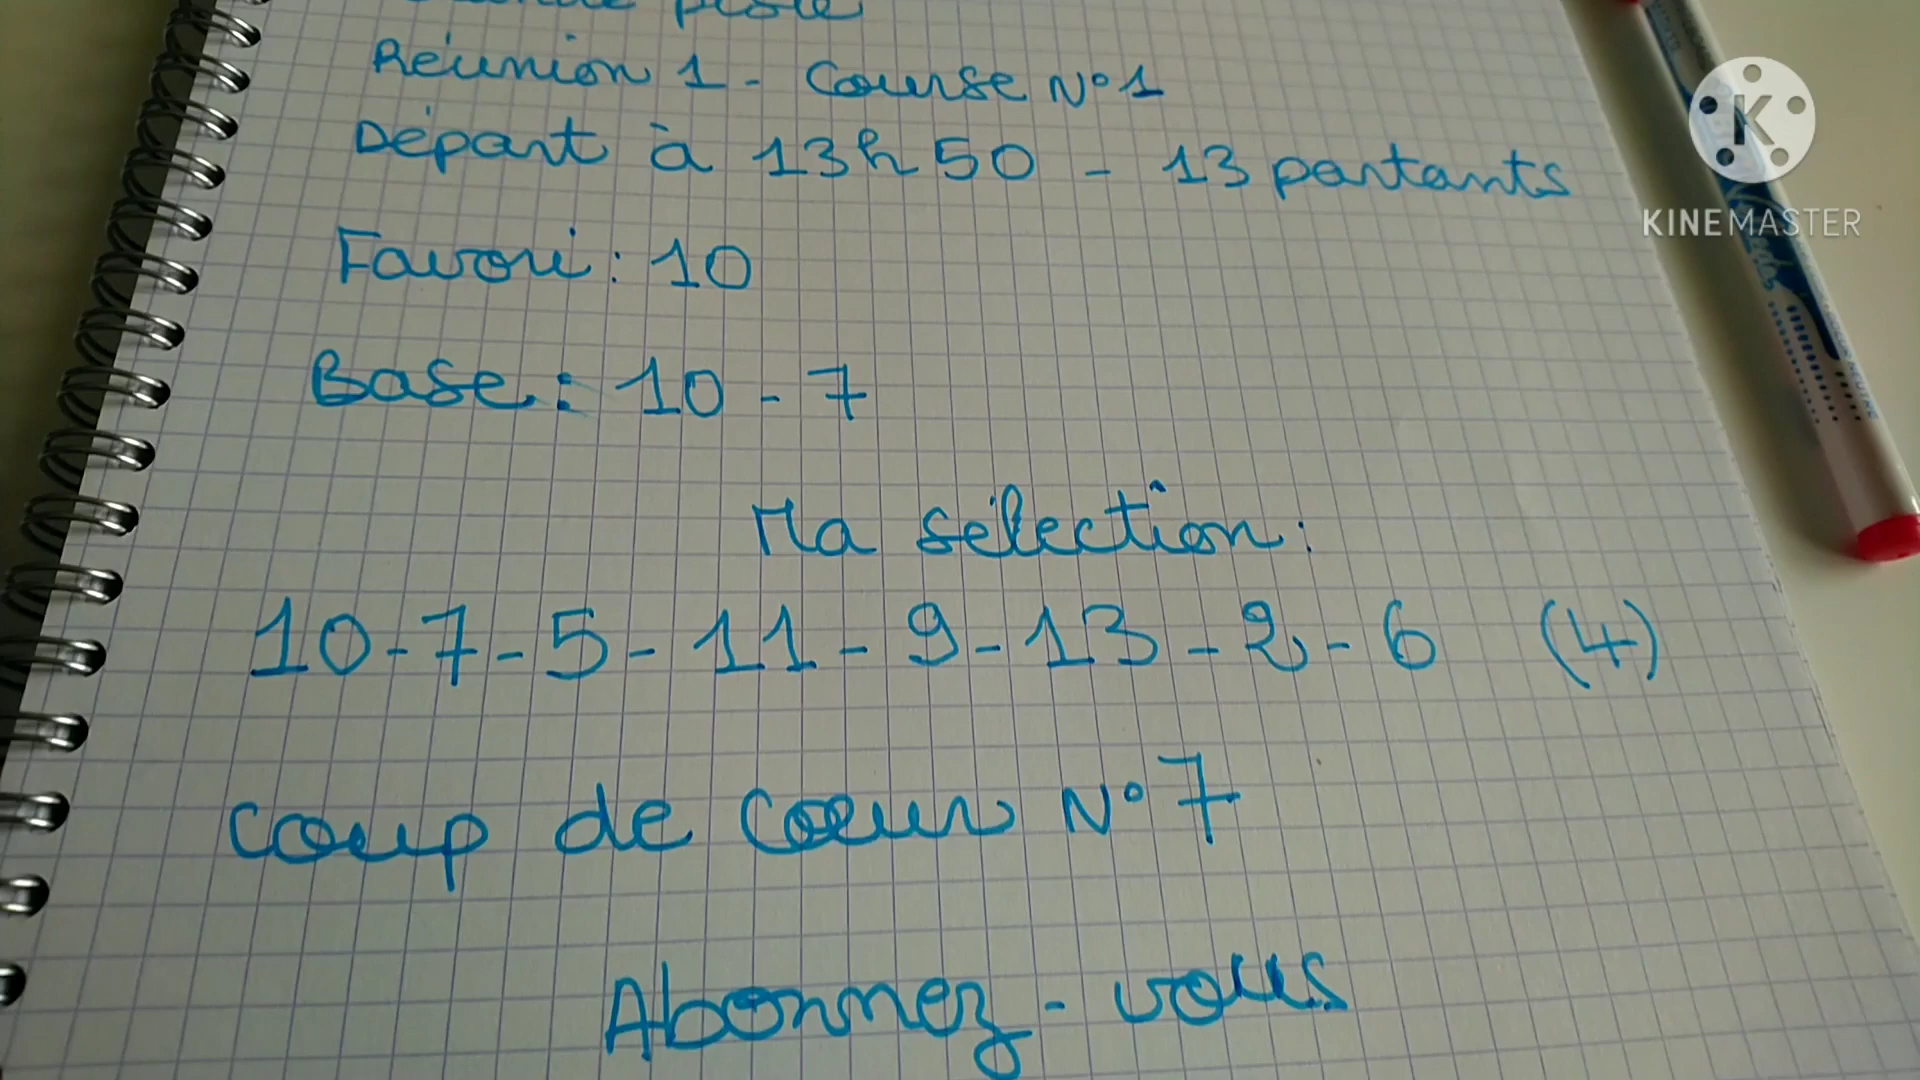 Réunion 1 - Course N°1
Départ à 13h50 - 13 partants
Favori : 10
Base : 10 - 7
Ma sélection :
10 - 7 - 5 - 11 - 9 - 13 - 2 - 6 (4)
Coup de Coeur N°7
Abonnez-vous
K
KINEMASTER